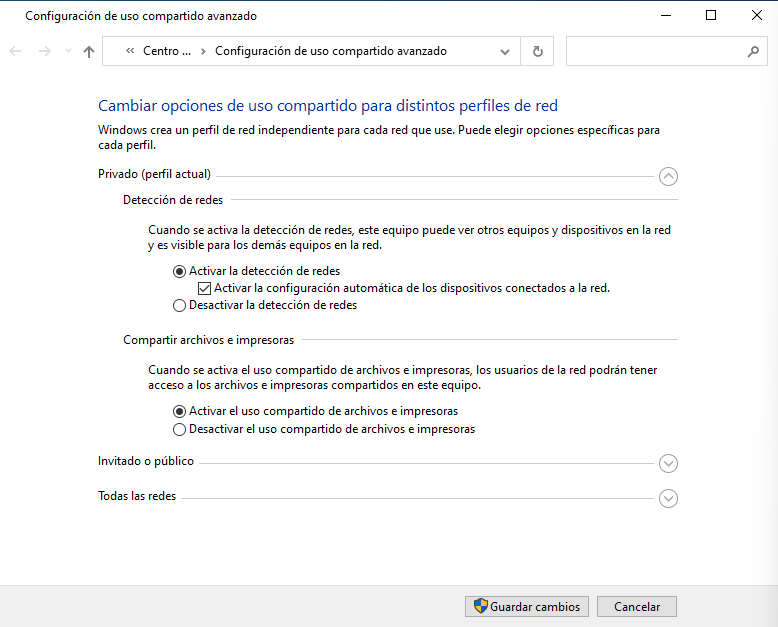 Configuración de uso compartido avanzado
« Centro ... › Configuración de uso compartido avanzado
Cambiar opciones de uso compartido para distintos perfiles de red
Windows crea un perfil de red independiente para cada red que use. Puede elegir opciones específicas para
cada perfil.
Privado (perfil actual)
Detección de redes
Cuando se activa la detección de redes, este equipo puede ver otros equipos y dispositivos en la red
y es visible para los demás equipos en la red.
Activar la detección de redes
Activar la configuración automática de los dispositivos conectados a la red.
Desactivar la detección de redes
Compartir archivos e impresoras
Cuando se activa el uso compartido de archivos e impresoras, los usuarios de la red podrán tener
acceso a los archivos e impresoras compartidos en este equipo.
Activar el uso compartido de archivos e impresoras
Desactivar el uso compartido de archivos e impresoras
Invitado o público
Todas las redes
Guardar cambios
Cancelar